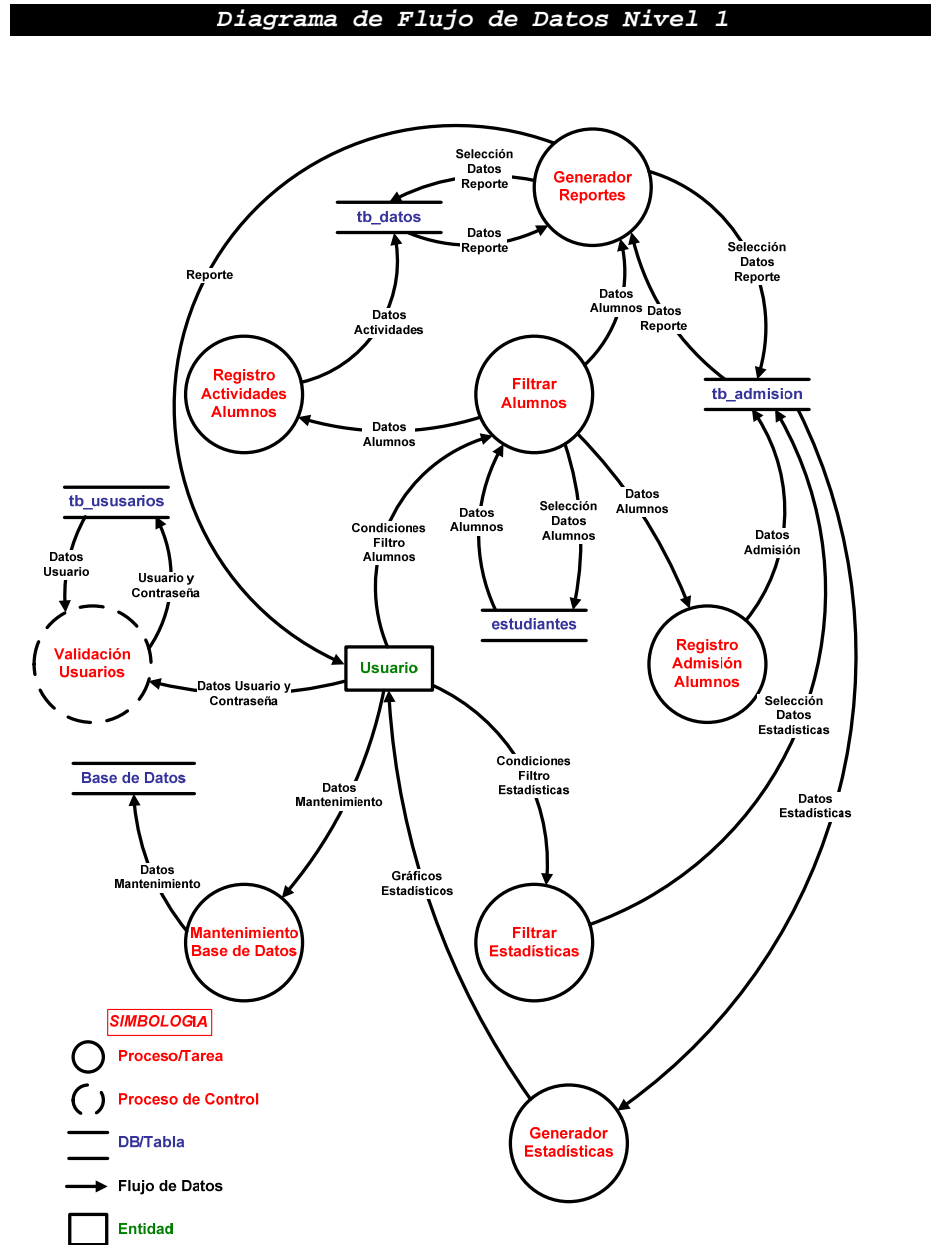 Diagrama de Flujo de Datos Nivel 1
Selección
Datos
Reporte
Generador
Reportes
tb_datos
Datos
Reporte
Selección
Datos
Reporte
Reporte
Datos
Alumnos
Datos
Reporte
Datos
Actividades
Registro
Actividades
Alumnos
Filtrar
Alumnos
tb_admision
Datos
Alumnos
tb_ususarios
Condiciones
Filtro
Alumnos
Datos
Alumnos
Selección
Datos
Alumnos
Datos
Alumnos
Datos
Admisión
Datos
Usuario
Usuario y
Contraseña
estudiantes
Validación
Usuarios
Usuario
Registro
Admisión
Alumnos
Datos Usuario y
Contraseña
Selección
Datos
Estadísticas
Base de Datos
Datos
Mantenimiento
Condiciones
Filtro
Estadísticas
Datos
Estadísticas
Datos
Mantenimiento
Gráficos
Estadísticos
Mantenimiento
Base de Datos
Filtrar
Estadísticas
SIMBOLOGIA
Proceso/Tarea
Proceso de Control
DB/Tabla
Generador
Estadísticas
Flujo de Datos
Entidad